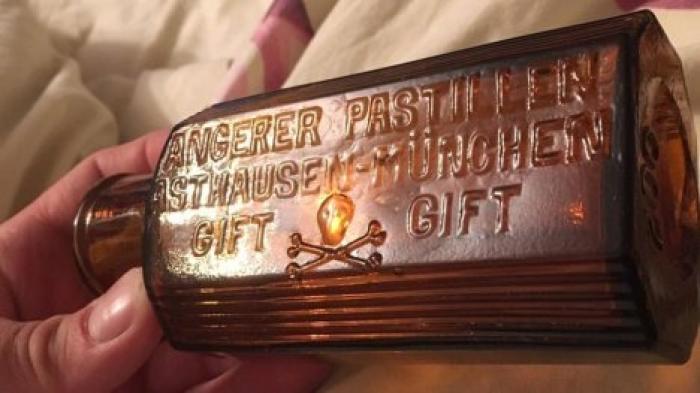 ANGERER PASTILLEN
ASTHAUSEN-MÜNCHEN
GIFT GIFT